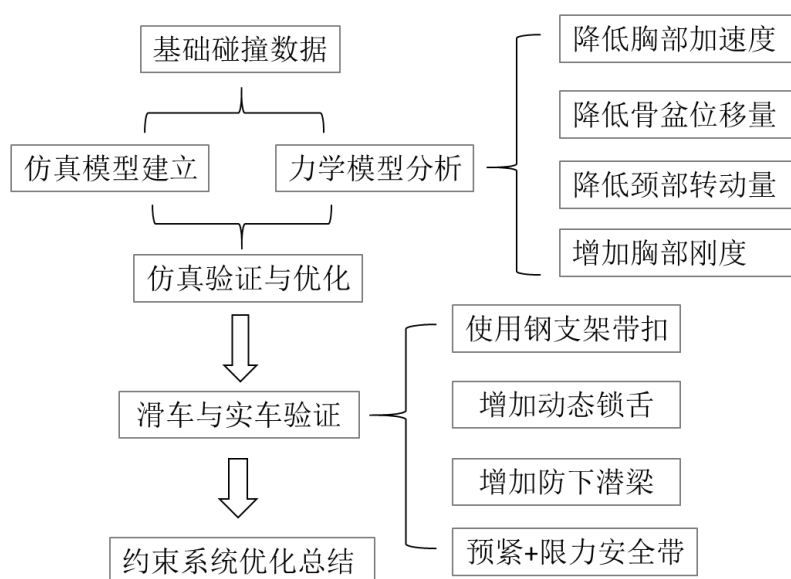 基础碰撞数据
仿真模型建立
力学模型分析
降低胸部加速度
降低骨盆位移量
降低颈部转动量
增加胸部刚度
仿真验证与优化
滑车与实车验证
使用钢支架带扣
增加动态锁舌
增加防下潜梁
预紧+限力安全带
约束系统优化总结